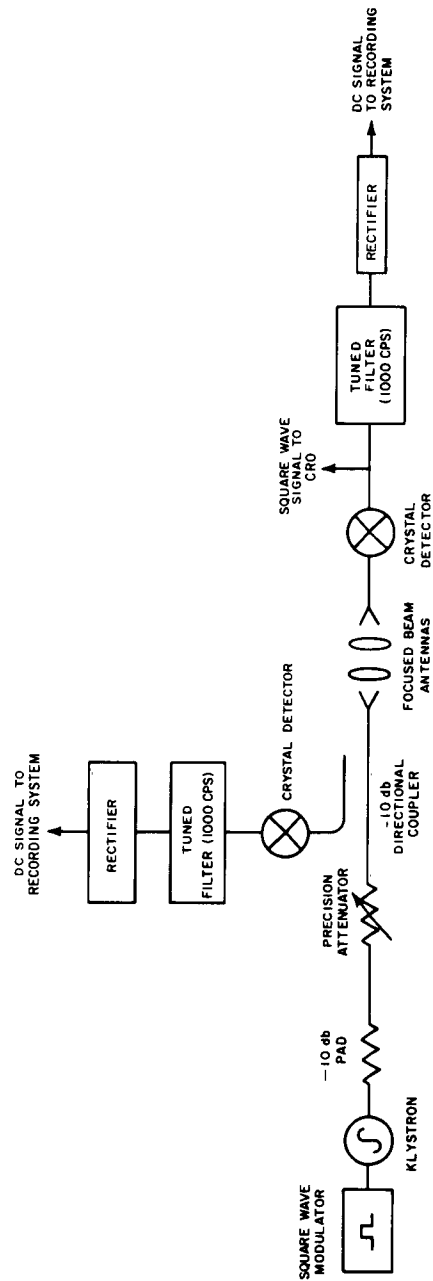 SQUARE WAVE
MODULATOR
KLYSTRON
-10 db
PAD
PRECISION
ATTENUATOR
-10 db
DIRECTIONAL
COUPLER
CRYSTAL DETECTOR
TUNED
FILTER (1000 CPS)
RECTIFIER
DC SIGNAL TO
RECORDING SYSTEM
FOCUSED BEAM
ANTENNAS
CRYSTAL
DETECTOR
SQUARE WAVE
SIGNAL TO
CRO
TUNED
FILTER
(1000 CPS)
RECTIFIER
DC SIGNAL
TO RECORDING
SYSTEM